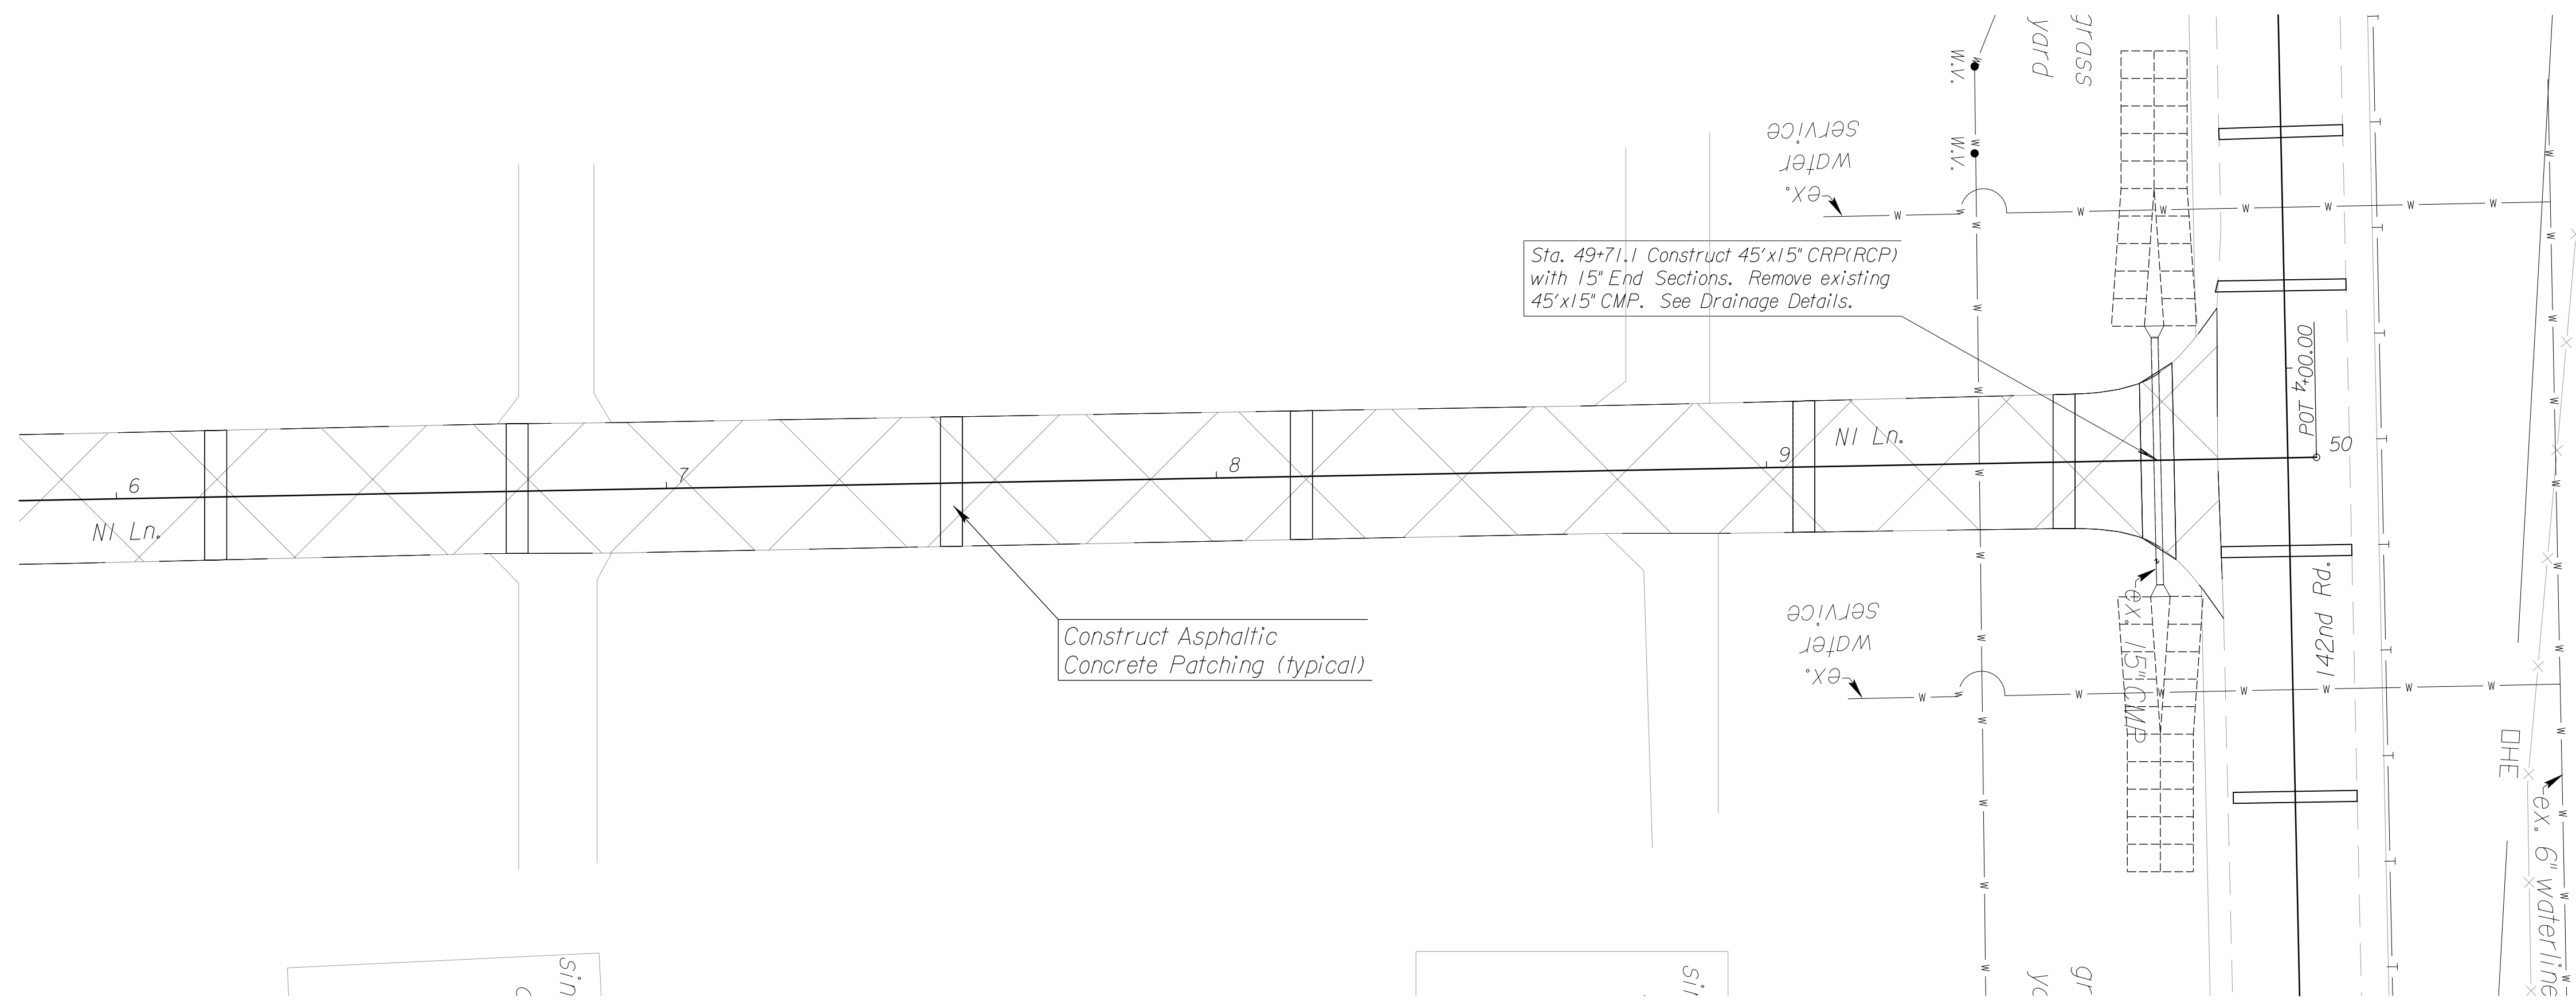 grass
yard
W.V.
W.V.
ex.
water
service
Sta. 49+71.1 Construct 45'x15" CRP(RCP)
with 15" End Sections. Remove existing
45'x15" CMP. See Drainage Details.
POT 4+00.00
50
6
7
8
9
N1 Ln.
N1 Ln.
Construct Asphaltic
Concrete Patching (typical)
ex.
water
service
ex. 15" CMP
142nd Rd.
OHE
ex. 6" waterline